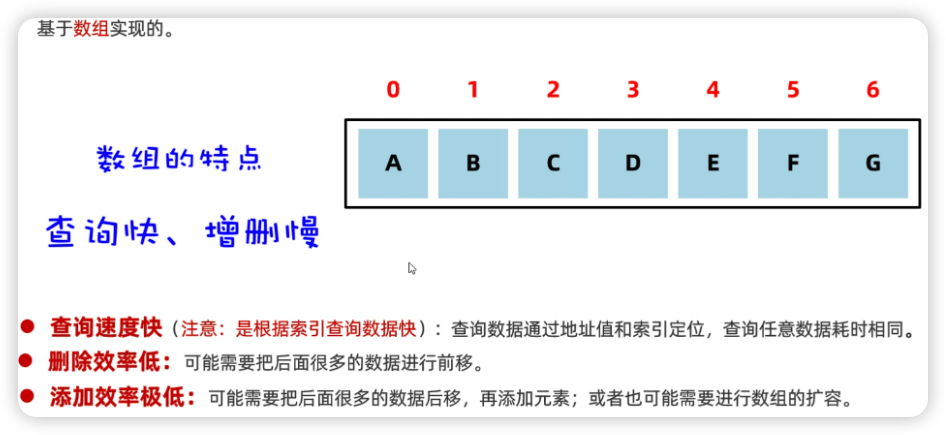 基于数组实现的。
0 1 2 3 4 5 6
A B C D E F G
数组的特点
查询快、增删慢
● 查询速度快（注意：是根据索引查询数据快）：查询数据通过地址值和索引定位，查询任意数据耗时相同。
● 删除效率低：可能需要把后面很多的数据进行前移。
● 添加效率极低：可能需要把后面很多的数据后移，再添加元素；或者也可能需要进行数组的扩容。